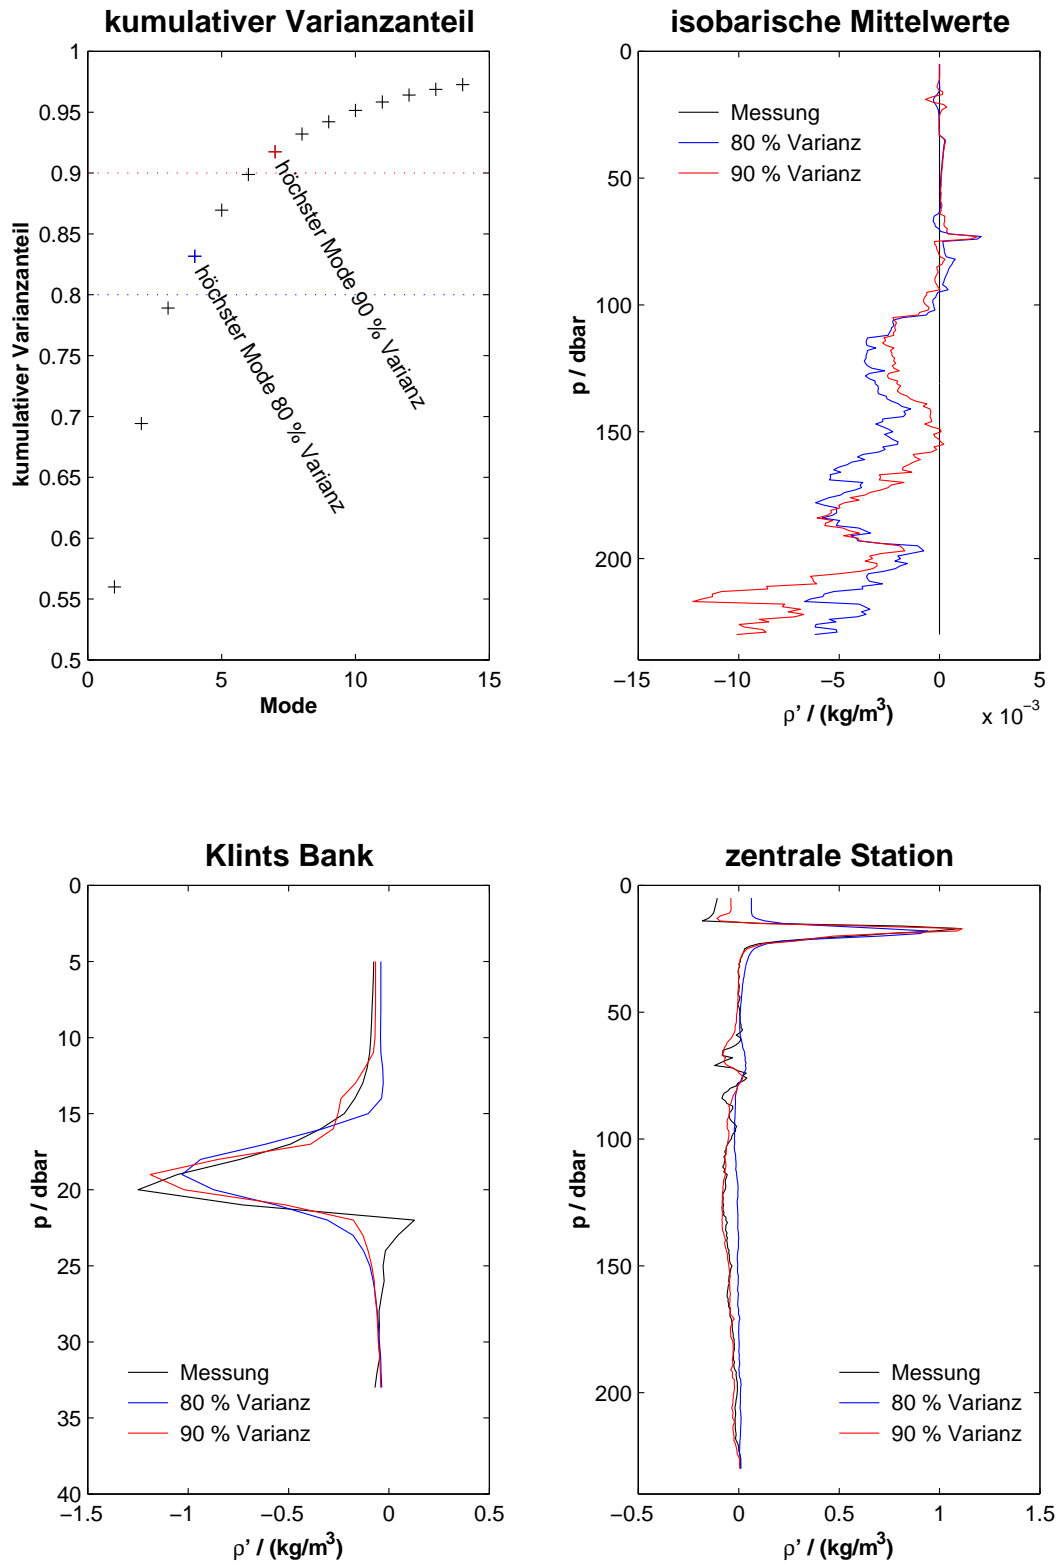 kumulativer Varianzanteil
1
0.95
0.9
0.85
0.8
0.75
0.7
0.65
0.6
0.55
0.5
0
5
10
15
Mode
kumulativer Varianzanteil
höchster Mode 90 % Varianz
höchster Mode 80 % Varianz
isobarische Mittelwerte
0
50
100
150
200
−15
−10
−5
0
5
x 10⁻³
ρ’ / (kg/m³)
p / dbar
Messung
80 % Varianz
90 % Varianz
Klints Bank
0
5
10
15
20
25
30
35
40
−1.5
−1
−0.5
0
0.5
ρ’ / (kg/m³)
p / dbar
Messung
80 % Varianz
90 % Varianz
zentrale Station
0
50
100
150
200
−0.5
0
0.5
1
1.5
ρ’ / (kg/m³)
p / dbar
Messung
80 % Varianz
90 % Varianz